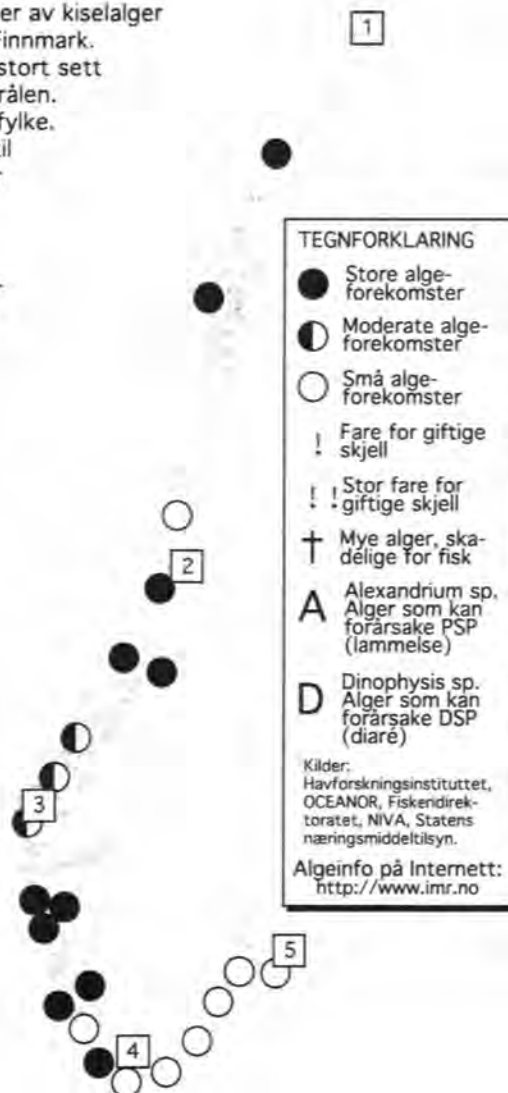 er av kiselalger
Finnmark.
stort sett
rålen.
fylke.
il
1
TEGNFORKLARING
Store alge-
forekomster
Moderate alge-
forekomster
Små alge-
forekomster
! Fare for giftige
skjell
! ! Stor fare for
giftige skjell
† Mye alger, ska-
delige for fisk
A Alexandrium sp.
Alger som kan
forårsake PSP
(lammelse)
D Dinophysis sp.
Alger som kan
forårsake DSP
(diaré)
Kilder:
Havforskningsinstituttet,
OCEANOR, Fiskeridirek-
toratet, NIVA, Statens
næringsmiddeltilsyn.
Algeinfo på Internett:
http://www.imr.no
2
3
5
4